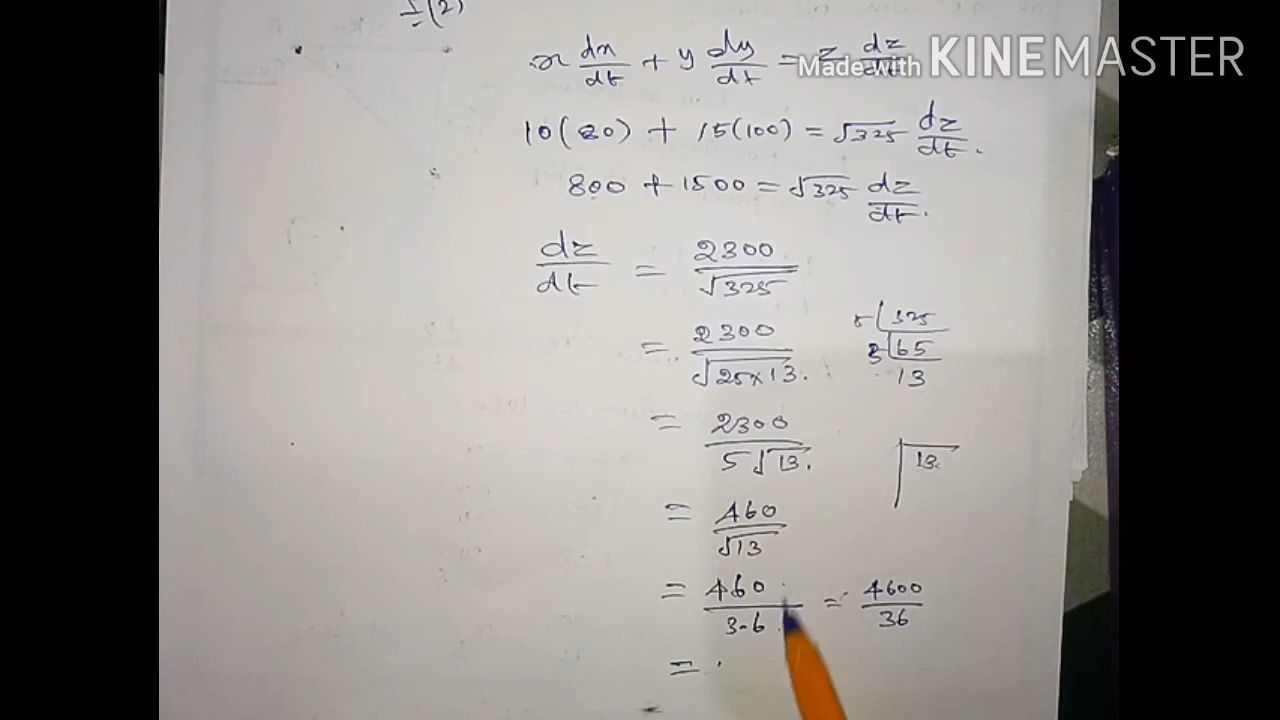 ÷(2)
x dx/dt + y dy/dt = z dz/dt
Made with KINEMASTER
10(80) + 15(100) = √325 dz/dt.
800 + 1500 = √325 dz/dt.
dz/dt = 2300/√325
= 2300/√25×13.
5 325
65
13
= 2300/5√13.
√13.
= 460/√13
= 460/3.6 = 4600/36
=